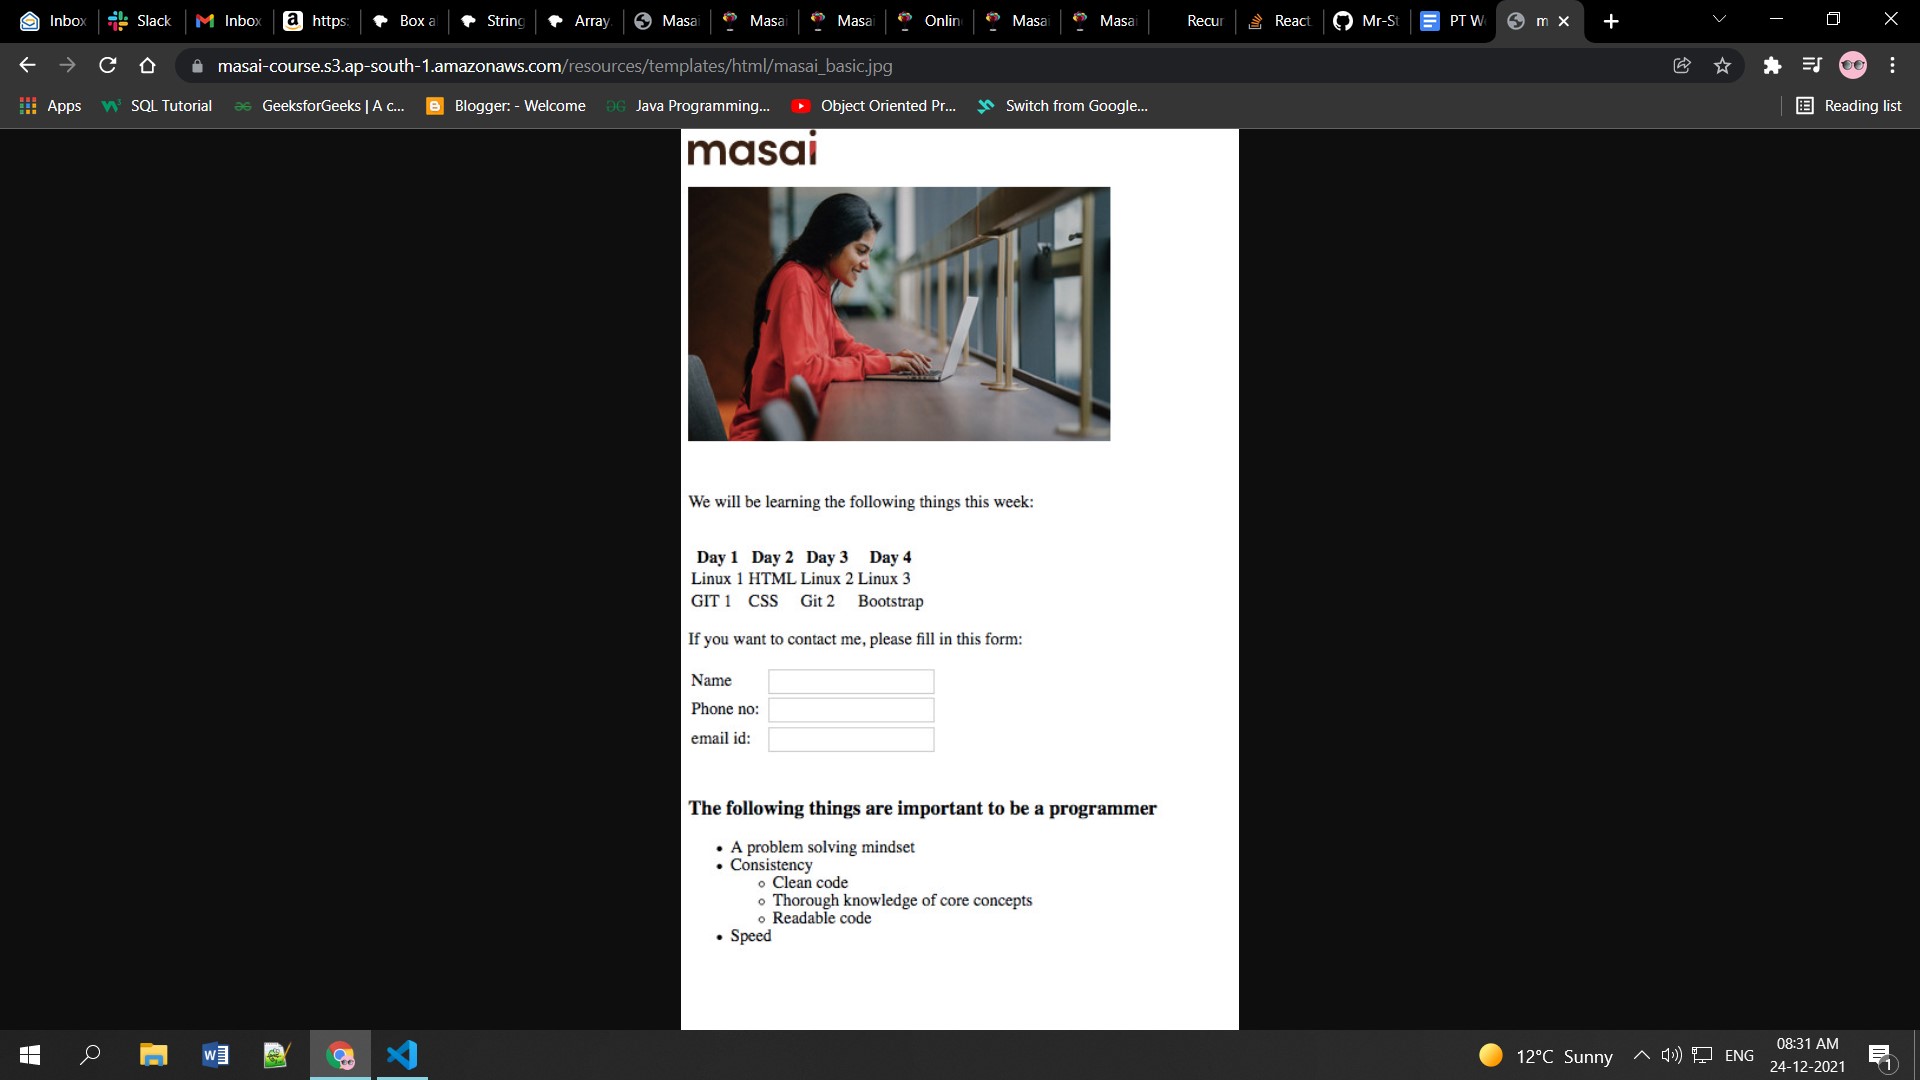 Inbox
Slack
Inbox
https:
Box a
String
Array.
Masai
Masai
Masai
Onlin
Masai
Masai
Recur
React
Mr-St
PT W
m
masai-course.s3.ap-south-1.amazonaws.com/resources/templates/html/masai_basic.jpg
Apps
SQL Tutorial
GeeksforGeeks | A c...
Blogger: - Welcome
Java Programming...
Object Oriented Pr...
Switch from Google...
Reading list
masai
We will be learning the following things this week:
Day 1 Day 2 Day 3 Day 4
Linux 1 HTML Linux 2 Linux 3
GIT 1 CSS Git 2 Bootstrap
If you want to contact me, please fill in this form:
Name
Phone no:
email id:
The following things are important to be a programmer
A problem solving mindset
Consistency
Clean code
Thorough knowledge of core concepts
Readable code
Speed
12°C Sunny
ENG
08:31 AM
24-12-2021
1